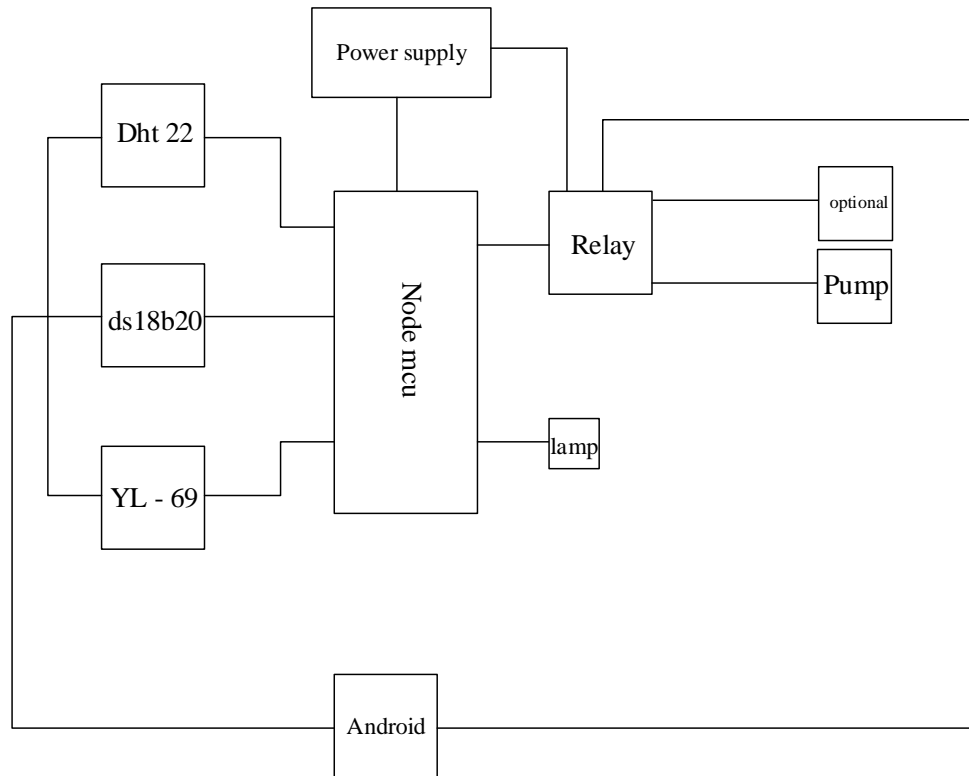 Power supply
Dht 22
optional
Relay
Pump
ds18b20
Node mcu
lamp
YL - 69
Android